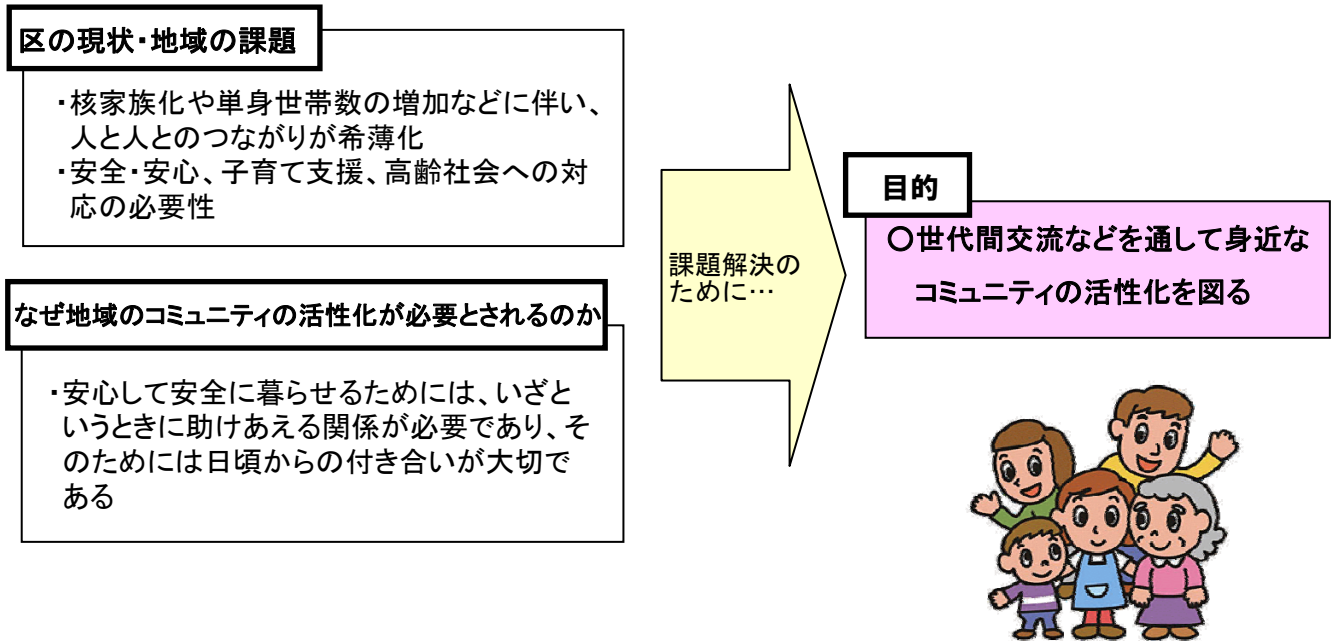 区の現状・地域の課題
・核家族化や単身世帯数の増加などに伴い、
人と人とのつながりが希薄化
・安全・安心、子育て支援、高齢社会への対
応の必要性
なぜ地域のコミュニティの活性化が必要とされるのか
・安心して安全に暮らせるためには、いざと
いうときに助けあえる関係が必要であり、そ
のためには日頃からの付き合いが大切で
ある
課題解決の
ために…
目的
○世代間交流などを通して身近な
コミュニティの活性化を図る